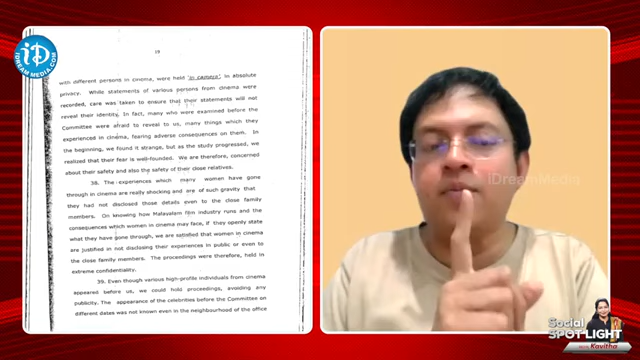 19
with different persons in cinema, were held 'in camera', in absolute
privacy. While statements of various persons from cinema were
recorded, care was taken to ensure that their statements will not
reveal their identity. In fact, many who were examined before the
Committee were afraid to reveal to us, many things which they
experienced in cinema, fearing adverse consequences on them. In
the beginning, we found it strange, but as the study progressed, we
realized that their fear is well-founded. We are therefore, concerned
about their safety and also the safety of their close relatives.
38. The experiences which many women have gone
through in cinema are really shocking and are of such gravity that
they had not disclosed those details even to the close family
members. On knowing how Malayalam film industry runs and the
consequences which women in cinema may face, if they openly state
what they have gone through, we are satisfied that women in cinema
are justified in not disclosing their experiences in public or even to
the close family members. The proceedings were therefore, held in
extreme confidentiality.
39. Even though various high-profile individuals from cinema
appeared before us, we could hold proceedings, avoiding any
publicity. The appearance of the celebrities before the Committee on
different dates was not known even in the neighbourhood of the office
iD
IDREAM MEDIA.COM
iDreamMedia
Social
SPOTLIGHT
Kavitha